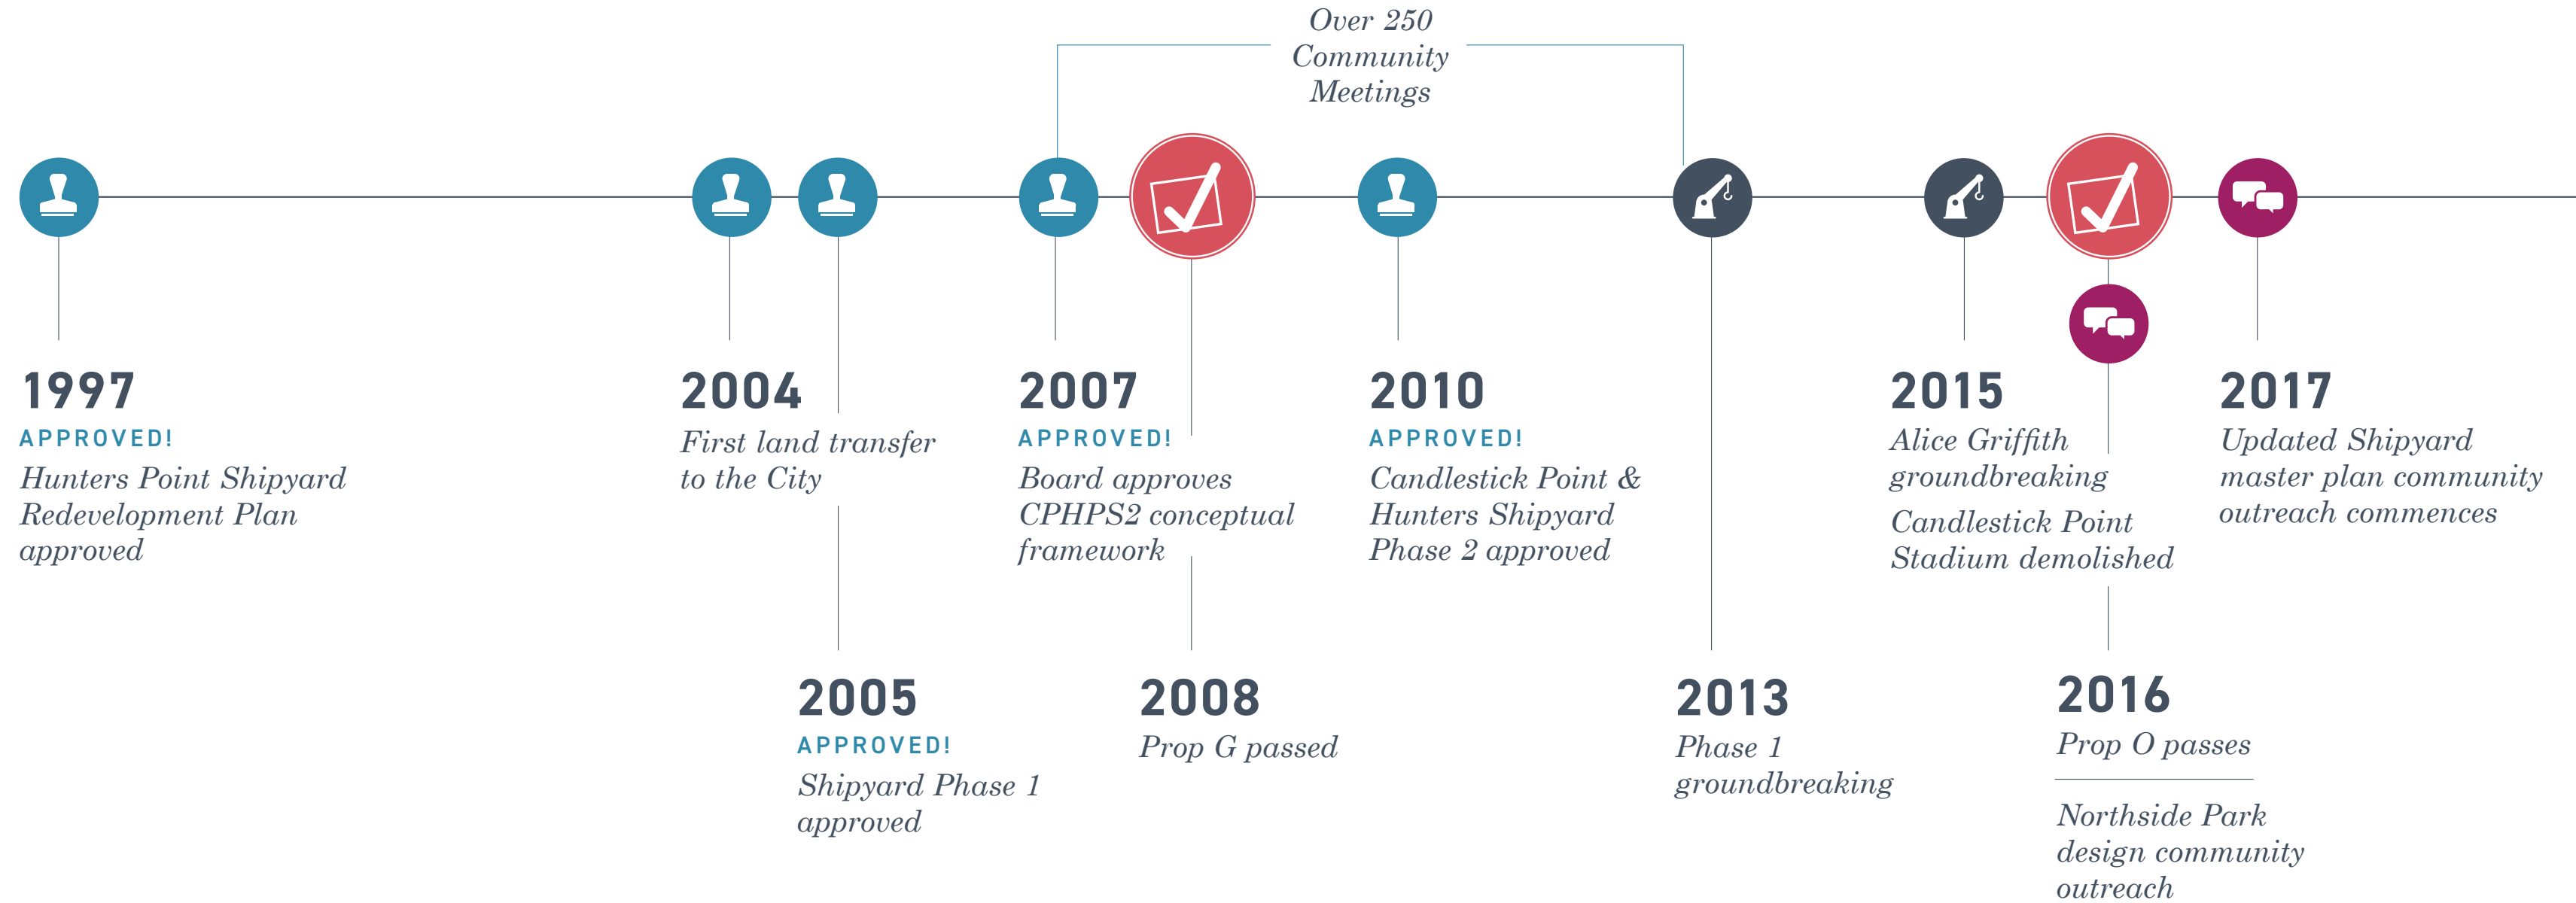 Over 250
Community
Meetings
1997
APPROVED!
Hunters Point Shipyard
Redevelopment Plan
approved
2004
First land transfer
to the City
2005
APPROVED!
Shipyard Phase 1
approved
2007
APPROVED!
Board approves
CPHPS2 conceptual
framework
2008
Prop G passed
2010
APPROVED!
Candlestick Point &
Hunters Shipyard
Phase 2 approved
2013
Phase 1
groundbreaking
2015
Alice Griffith
groundbreaking
Candlestick Point
Stadium demolished
2016
Prop O passes
Northside Park
design community
outreach
2017
Updated Shipyard
master plan community
outreach commences